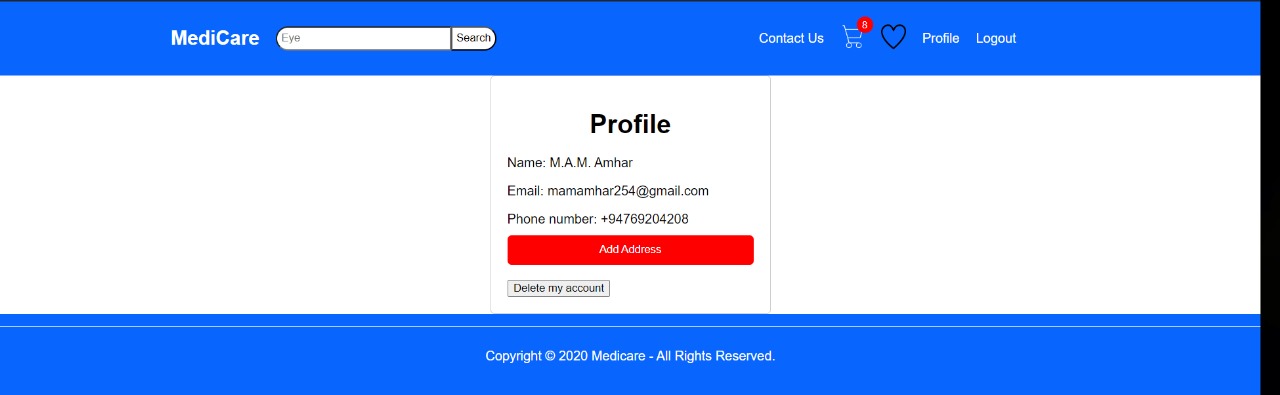 MediCare
Eye
Search
Contact Us
8
Profile
Logout
Profile
Name: M.A.M. Amhar
Email: mamamhar254@gmail.com
Phone number: +94769204208
Add Address
Delete my account
Copyright © 2020 Medicare - All Rights Reserved.